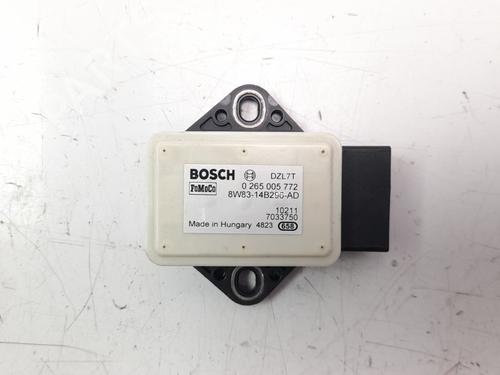 BOSCH DZL7T
FoMoCo 0 265 005 772
8W83-14B296-AD
10211
7033750
Made in Hungary 4823 658